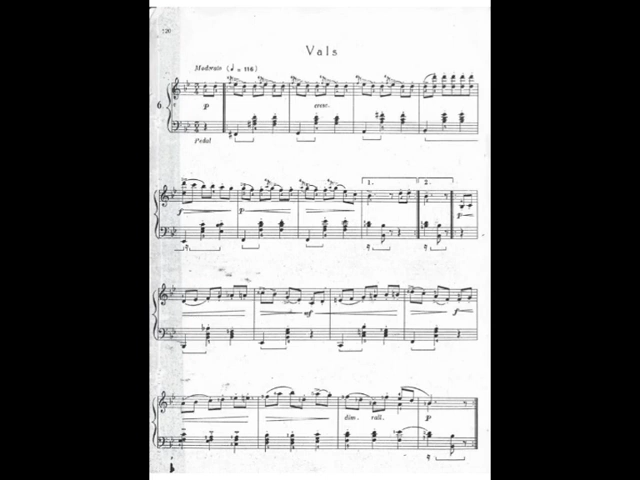 120
Vals
Moderato (♩ = 116)
6.
p
cresc.
Pedal
f
p
1.
2.
p
mf
f
dim. rall.
p